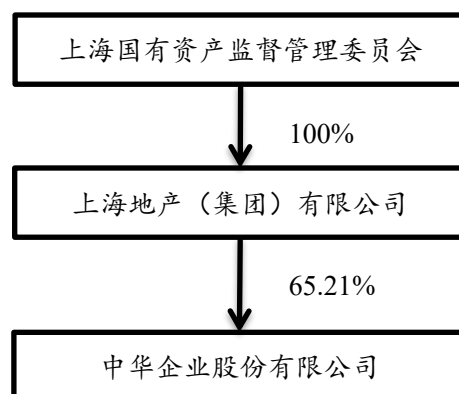 上海国有资产监督管理委员会
100%
上海地产（集团）有限公司
65.21%
中华企业股份有限公司